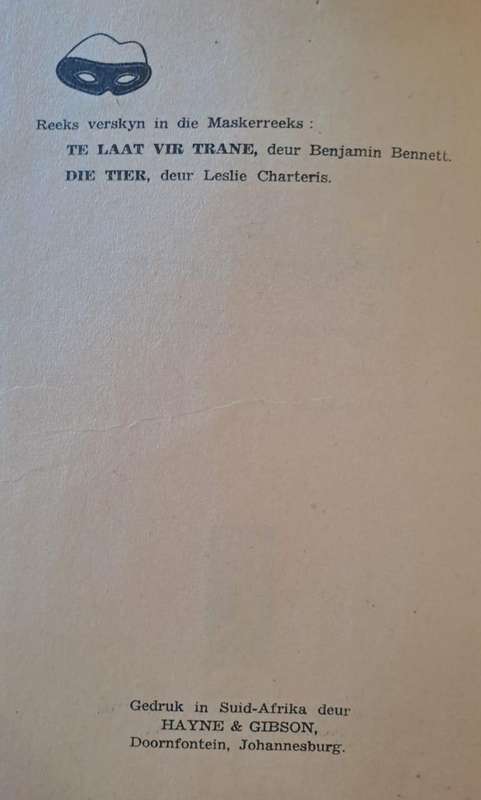 Reeks verskyn in die Maskerreeks :
TE LAAT VIR TRANE, deur Benjamin Bennett.
DIE TIER, deur Leslie Charteris.
Gedruk in Suid-Afrika deur
HAYNE & GIBSON,
Doornfontein, Johannesburg.